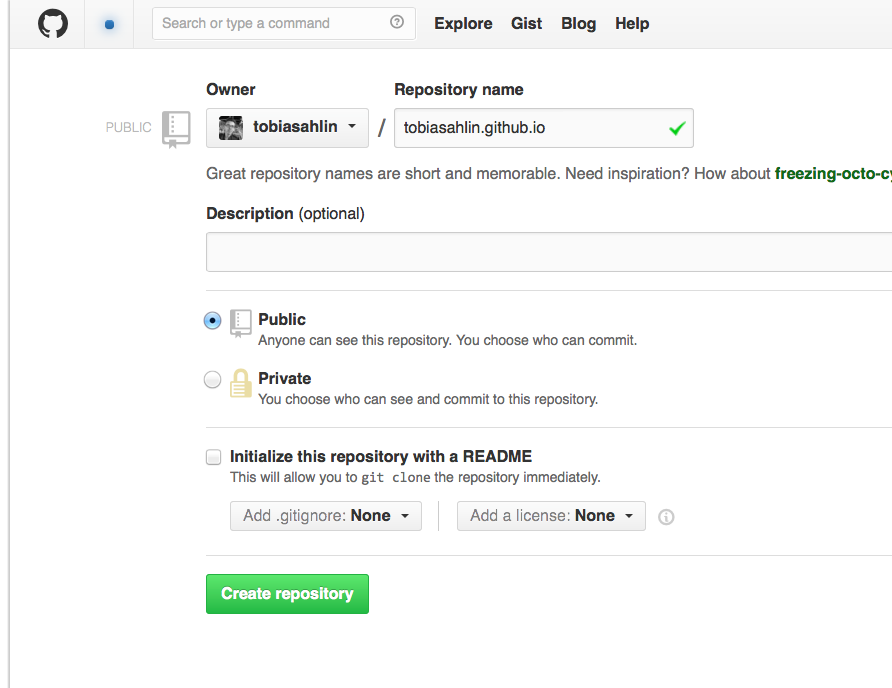 Search or type a command Explore Gist Blog Help
Owner Repository name
PUBLIC tobiasahlin / tobiasahlin.github.io
Great repository names are short and memorable. Need inspiration? How about freezing-octo-cy
Description (optional)
Public
Anyone can see this repository. You choose who can commit.
Private
You choose who can see and commit to this repository.
Initialize this repository with a README
This will allow you to git clone the repository immediately.
Add .gitignore: None Add a license: None
Create repository